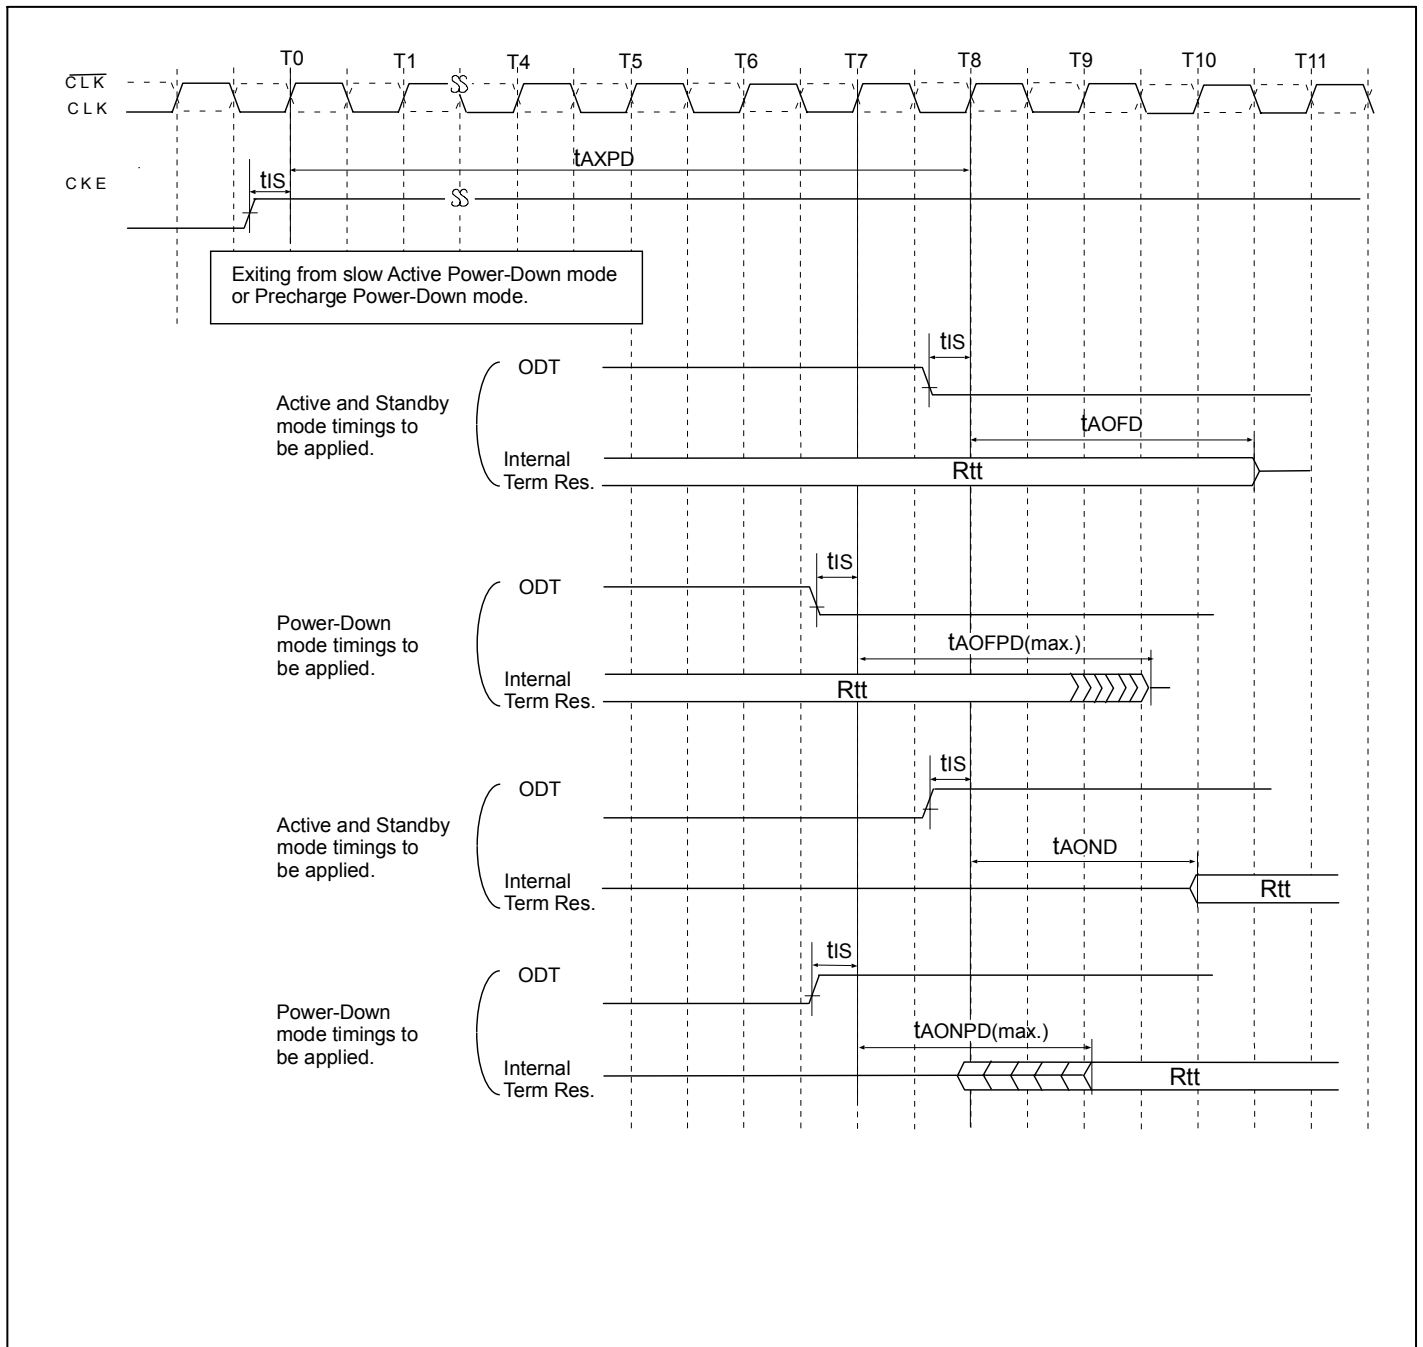 T0 T1 T4 T5 T6 T7 T8 T9 T10 T11
CLK
CLK
tAXPD
CKE
tIS
Exiting from slow Active Power-Down mode
or Precharge Power-Down mode.
tIS
ODT
Active and Standby
mode timings to
be applied.
tAOFD
Internal
Term Res.
Rtt
tIS
ODT
Power-Down
mode timings to
be applied.
tAOFPD(max.)
Internal
Term Res.
Rtt
tIS
ODT
Active and Standby
mode timings to
be applied.
tAOND
Internal
Term Res.
Rtt
tIS
ODT
Power-Down
mode timings to
be applied.
tAONPD(max.)
Internal
Term Res.
Rtt